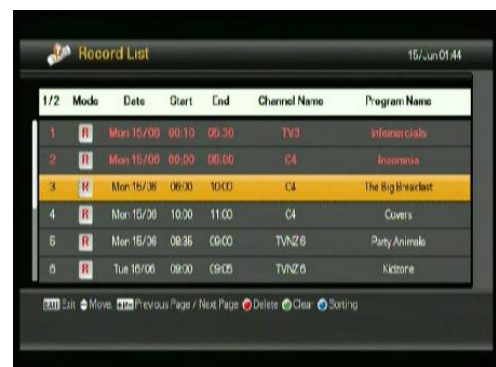 Record List 15/Jun 01:44
1/2 Mode Date Start End Channel Name Program Name
1 R Mon 15/06 00:10 05:30 TV3 Infomercials
2 R Mon 15/06 00:00 06:00 C4 Insomnia
3 R Mon 15/06 06:00 10:00 C4 The Big Breakfast
4 R Mon 15/06 10:00 11:00 C4 Covers
5 R Mon 15/06 08:35 09:00 TVNZ 6 Party Animals
6 R Tue 16/06 09:00 09:05 TVNZ 6 Kidzone
EXIT Exit Move Previous Page / Next Page Delete Clear Sorting